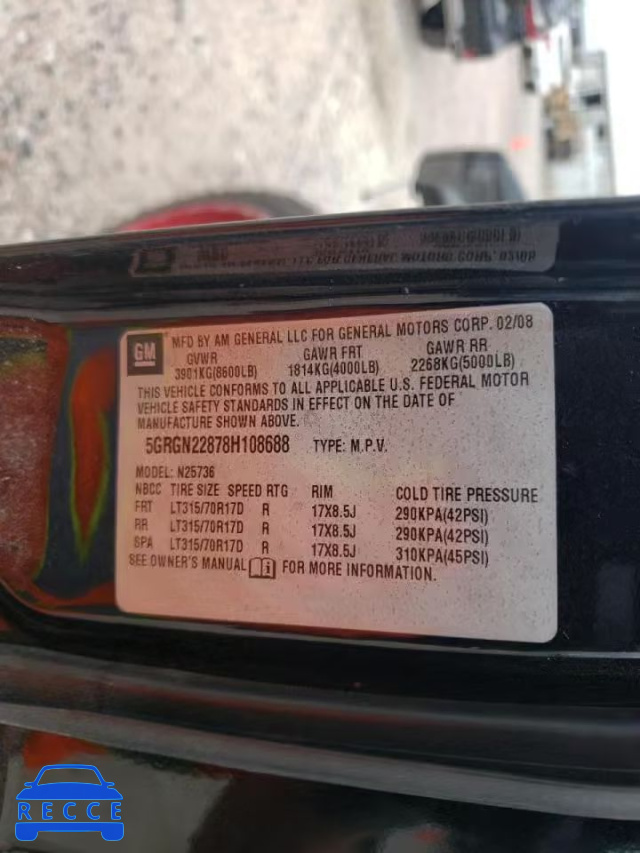 GM
MFD BY AM GENERAL LLC FOR GENERAL MOTORS CORP. 02/08
GVWR GAWR FRT GAWR RR
3901KG(8600LB) 1814KG(4000LB) 2268KG(5000LB)
THIS VEHICLE CONFORMS TO ALL APPLICABLE U.S. FEDERAL MOTOR
VEHICLE SAFETY STANDARDS IN EFFECT ON THE DATE OF
MANUFACTURE SHOWN ABOVE.
5GRGN22878H108688 TYPE: M.P.V.
MODEL: N25736
NBCC TIRE SIZE SPEED RTG RIM COLD TIRE PRESSURE
FRT LT315/70R17D R 17X8.5J 290KPA(42PSI)
RR LT315/70R17D R 17X8.5J 290KPA(42PSI)
SPA LT315/70R17D R 17X8.5J 310KPA(45PSI)
SEE OWNER'S MANUAL FOR MORE INFORMATION.
RECCE